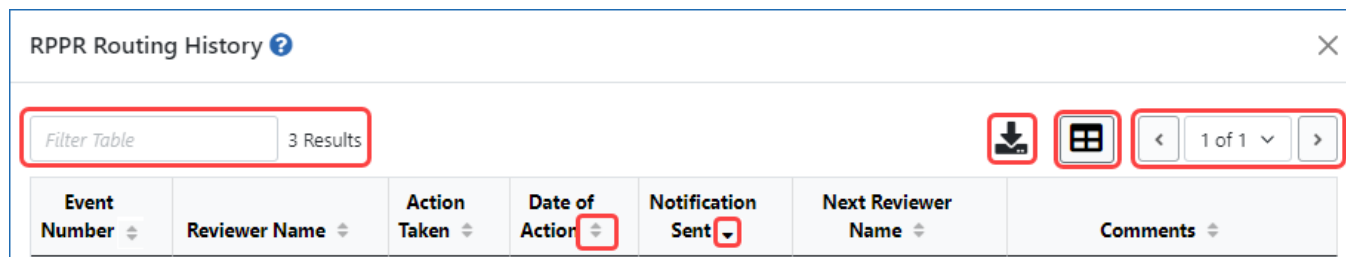 RPPR Routing History ?
Filter Table 3 Results 1 of 1
Event
Number
Reviewer Name
Action
Taken
Date of
Action
Notification
Sent
Next Reviewer
Name
Comments